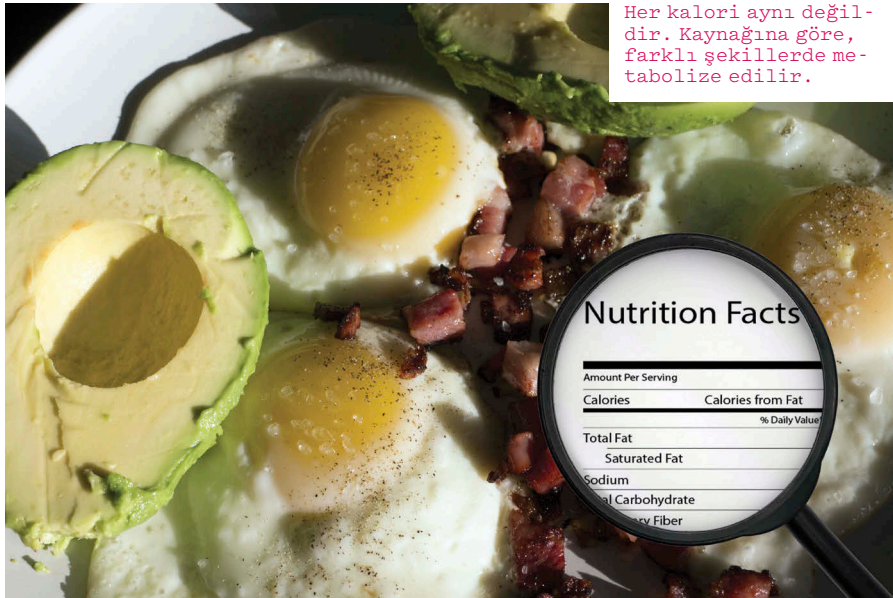 Her kalori aynı değil-
dir. Kaynağına göre,
farklı şekillerde me-
tabolize edilir.
Nutrition Facts
Amount Per Serving
Calories Calories from Fat
% Daily Value
Total Fat
Saturated Fat
Sodium
Carbohydrate
Fiber